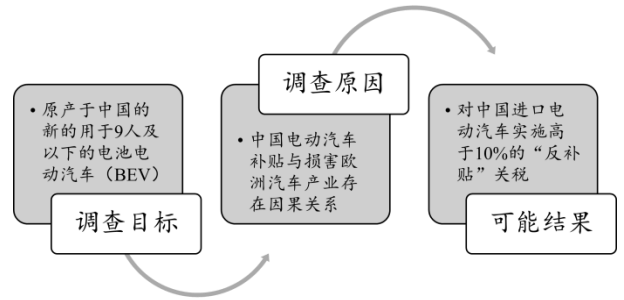 • 原产于中国的
新的用于9人及
以下的电池电
动汽车（BEV）
调查目标
调查原因
• 中国电动汽车
补贴与损害欧
洲汽车产业存
在因果关系
• 对中国进口电
动汽车实施高
于10%的“反补
贴”关税
可能结果